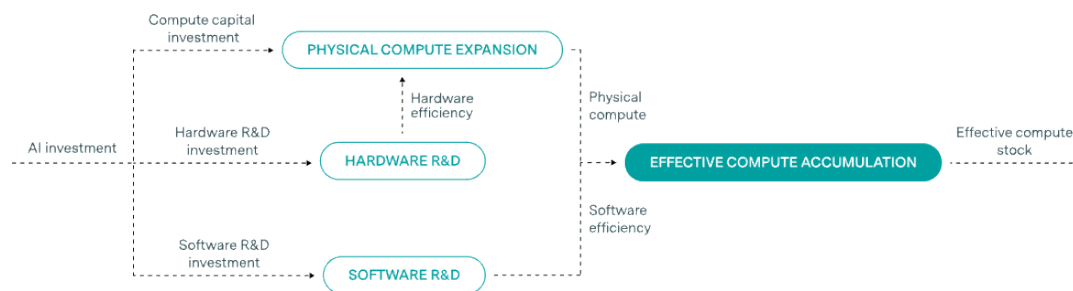 Compute capital
investment
PHYSICAL COMPUTE EXPANSION
Hardware
efficiency
Physical
compute
AI investment
Hardware R&D
investment
HARDWARE R&D
EFFECTIVE COMPUTE ACCUMULATION
Effective compute
stock
Software
efficiency
Software R&D
investment
SOFTWARE R&D